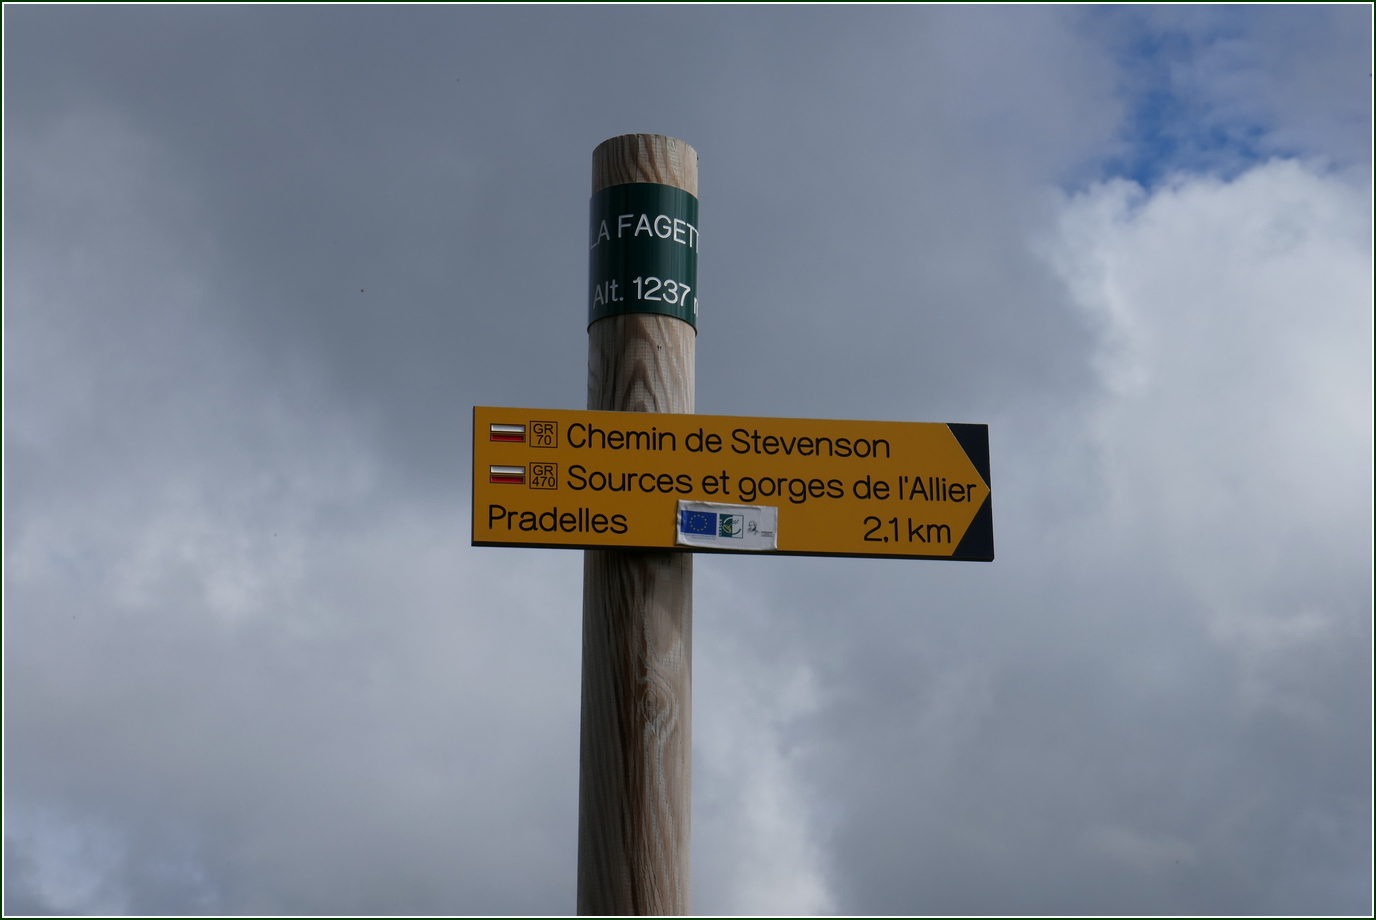 LA FAGETT
Alt. 1237 m
GR 70 Chemin de Stevenson
GR 470 Sources et gorges de l'Allier
Pradelles 2,1 km